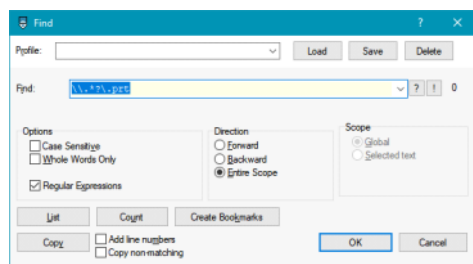 Find
?
×
Profile:
Load
Save
Delete
Find:
\\.*?\.prt
?
!
0
Options
Case Sensitive
Whole Words Only
Regular Expressions
Direction
Forward
Backward
Entire Scope
Scope
Global
Selected text
List
Count
Create Bookmarks
Copy
Add line numbers
Copy non-matching
OK
Cancel